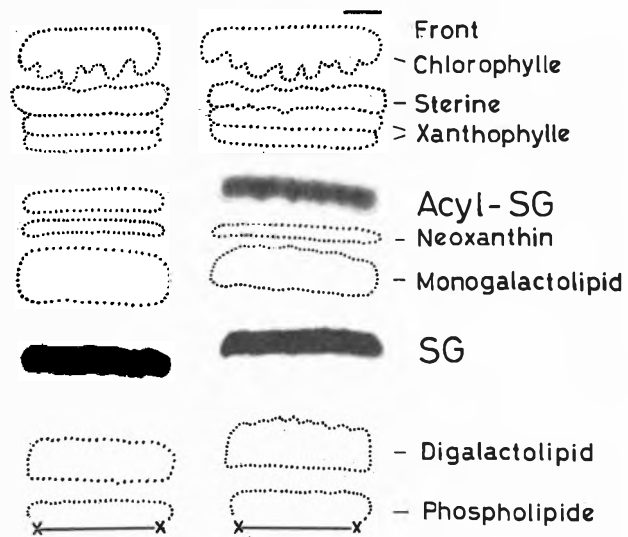 Front
Chlorophylle
Sterine
Xanthophylle
Acyl-SG
Neoxanthin
Monogalactolipid
SG
Digalactolipid
Phospholipide
x x x x